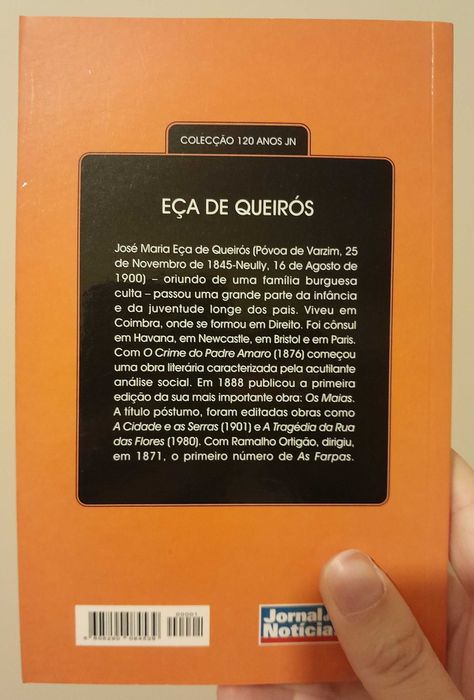 COLECÇÃO 120 ANOS JN
EÇA DE QUEIRÓS
José Maria Eça de Queirós (Póvoa de Varzim, 25
de Novembro de 1845-Neully, 16 de Agosto de
1900) – oriundo de uma família burguesa
culta – passou uma grande parte da infância
e da juventude longe dos pais. Viveu em
Coimbra, onde se formou em Direito. Foi cônsul
em Havana, em Newcastle, em Bristol e em Paris.
Com O Crime do Padre Amaro (1876) começou
uma obra literária caracterizada pela acutilante
análise social. Em 1888 publicou a primeira
edição da sua mais importante obra: Os Maias.
A título póstumo, foram editadas obras como
A Cidade e as Serras (1901) e A Tragédia da Rua
das Flores (1980). Com Ramalho Ortigão, dirigiu,
em 1871, o primeiro número de As Farpas.
00001
Jornal
Notícia